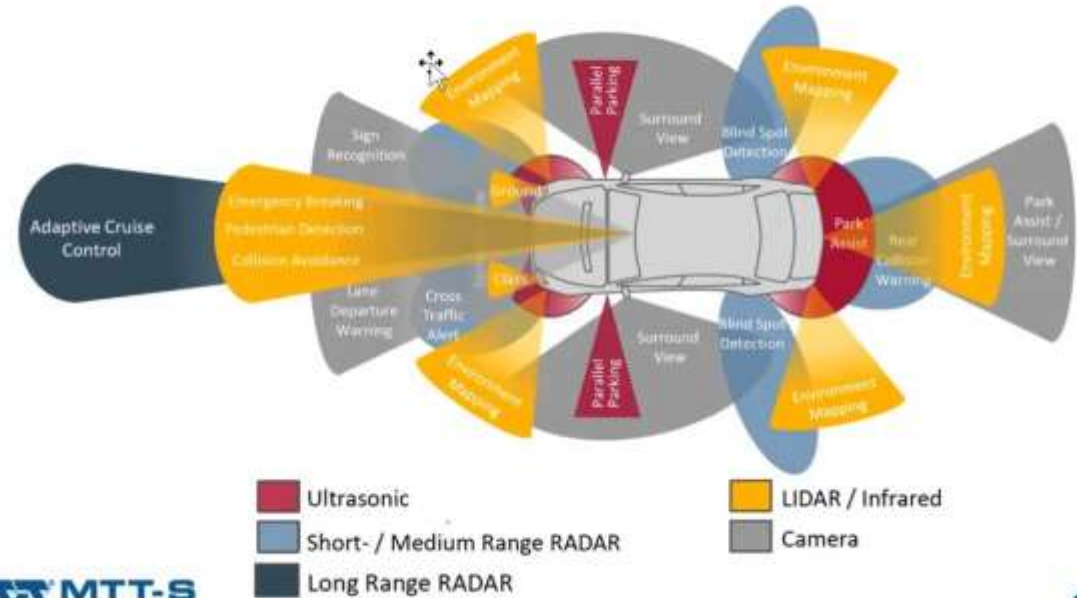 Environment
Mapping
Parallel
Parking
Surround
View
Blind Spot
Detection
Environment
Mapping
Sign
Recognition
Ground
Adaptive Cruise
Control
Emergency Breaking
Pedestrian Detection
Collision Avoidance
Park
Assist
Rear
Collision
Warning
Environment
Mapping
Park
Assist /
Surround
View
Lane
Departure
Warning
Cross
Traffic
Alert
Environment
Mapping
Parallel
Parking
Surround
View
Blind Spot
Detection
Environment
Mapping
Ultrasonic
Short- / Medium Range RADAR
Long Range RADAR
LIDAR / Infrared
Camera
MTT-S